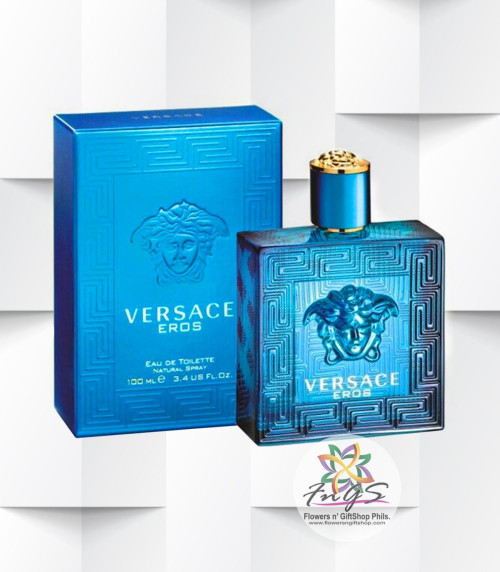 VERSACE
VERSACE
EROS
EAU DE TOILETTE
NATURAL SPRAY
100 ML℮ 3.4 US FL.OZ.
VERSACE
EROS
FnGS
Flowers n' GiftShop Phils.
www.flowersngiftshop.com